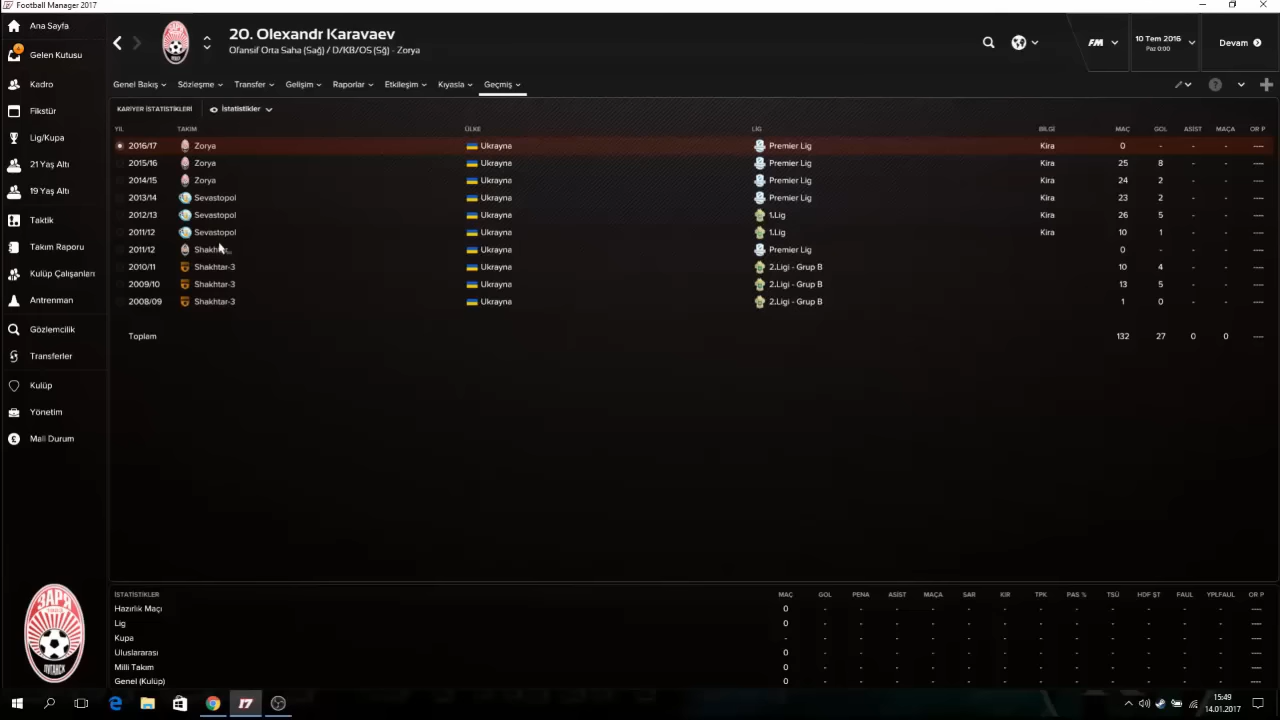 Football Manager 2017
Ana Sayfa
Gelen Kutusu
Kadro
Fikstür
Lig/Kupa
21 Yaş Altı
19 Yaş Altı
Taktik
Takım Raporu
Kulüp Çalışanları
Antrenman
Gözlemcilik
Transferler
Kulüp
Yönetim
Mali Durum
20. Olexandr Karavaev
Ofansif Orta Saha (Sağ) / D/KB/OS (Sğ) - Zorya
FM
10 Tem 2016
Paz 0:00
Devam
Genel Bakış Sözleşme Transfer Gelişim Raporlar Etkileşim Kıyasla Geçmiş
KARİYER İSTATİSTİKLERİ İstatistikler
YIL TAKIM ÜLKE LİG BİLGİ MAÇ GOL ASİST MAÇA OR P
2016/17 Zorya Ukrayna Premier Lig Kira 0 - - - ----
2015/16 Zorya Ukrayna Premier Lig Kira 25 8 - - ----
2014/15 Zorya Ukrayna Premier Lig Kira 24 2 - - ----
2013/14 Sevastopol Ukrayna Premier Lig Kira 23 2 - - ----
2012/13 Sevastopol Ukrayna 1.Lig Kira 26 5 - - ----
2011/12 Sevastopol Ukrayna 1.Lig Kira 10 1 - - ----
2011/12 Shakhtar... Ukrayna Premier Lig 0 - - - ----
2010/11 Shakhtar-3 Ukrayna 2.Ligi - Grup B 10 4 - - ----
2009/10 Shakhtar-3 Ukrayna 2.Ligi - Grup B 13 5 - - ----
2008/09 Shakhtar-3 Ukrayna 2.Ligi - Grup B 1 0 - - ----
Toplam 132 27 0 0 ----
İSTATİSTİKLER MAÇ GOL PENA ASİST MAÇA SAR KIR TPK PAS % TSÜ HDF ŞT FAUL YPLFAUL OR P
Hazırlık Maçı 0 - - - - - - - - - - - - ----
Lig 0 - - - - - - - - - - - - ----
Kupa - - - - - - - - - - - - - ----
Uluslararası 0 - - - - - - - - - - - - ----
Milli Takım 0 - - - - - - - - - - - - ----
Genel (Kulüp) 0 - - - - - - - - - - - - ----
ЗАРЯ
ЛУГАНСК
17
15:49
14.01.2017